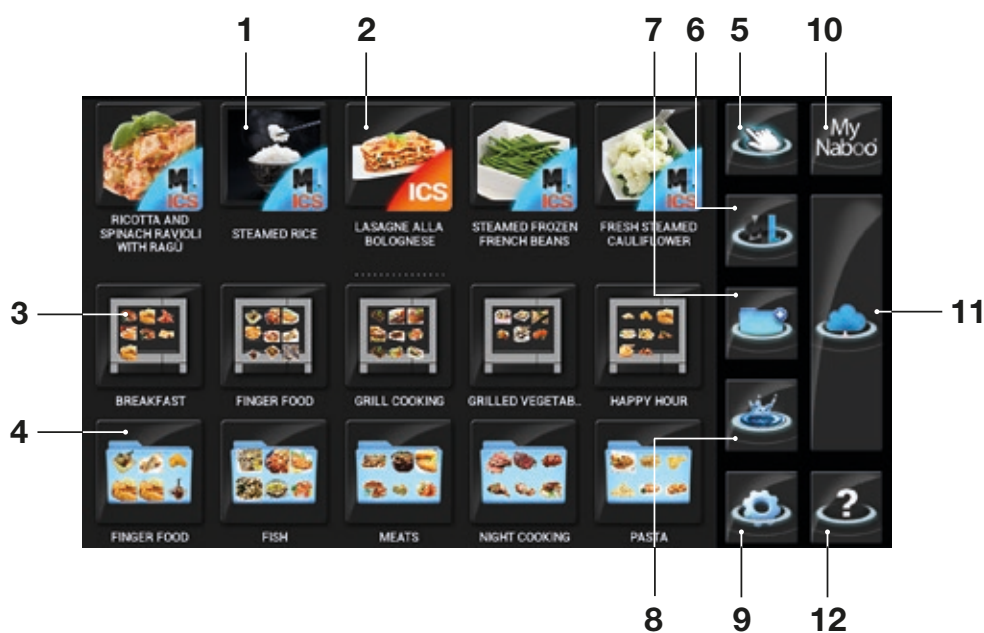 1
2
7
6
5
10
My
Naboo
M.
ICS
M.
ICS
ICS
M.
ICS
M.
ICS
RICOTTA AND
SPINACH RAVIOLI
WITH RAGÙ
STEAMED RICE
LASAGNE ALLA
BOLOGNESE
STEAMED FROZEN
FRENCH BEANS
FRESH STEAMED
CAULIFLOWER
3
11
BREAKFAST
FINGER FOOD
GRILL COOKING
GRILLED VEGETAB..
HAPPY HOUR
4
?
FINGER FOOD
FISH
MEATS
NIGHT COOKING
PASTA
8
9
12